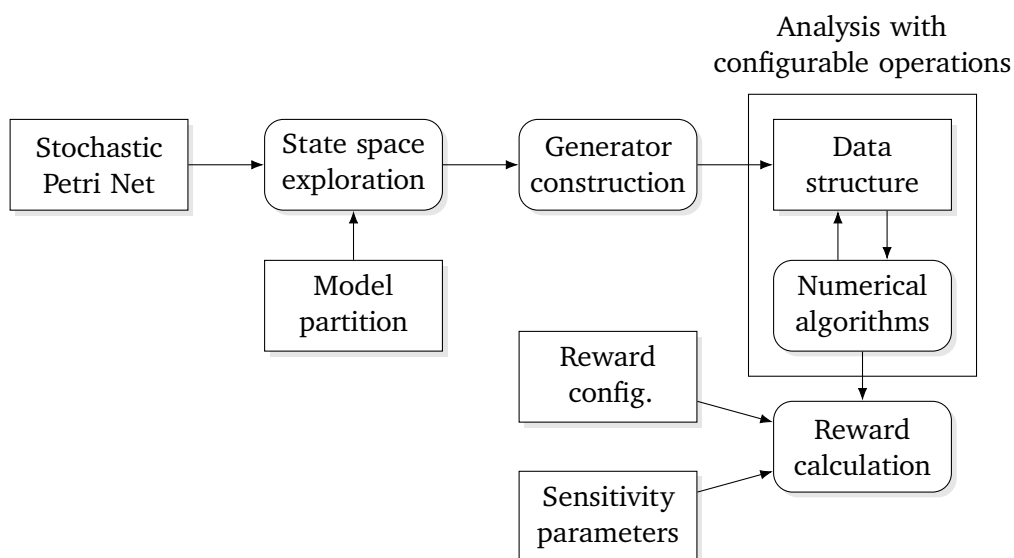 Analysis with
configurable operations
Stochastic
Petri Net
State space
exploration
Generator
construction
Data
structure
Model
partition
Numerical
algorithms
Reward
config.
Reward
calculation
Sensitivity
parameters